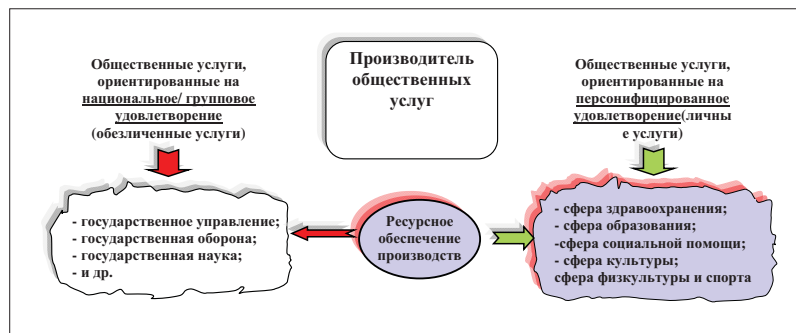 Общественные услуги,
ориентированные на
национальное/ групповое
удовлетворение
(обезличенные услуги)
Производитель
общественных
услуг
Общественные услуги,
ориентированные на
персонифицированное
удовлетворение(личны
е услуги)
- государственное управление;
- государственная оборона;
- государственная наука;
- и др.
Ресурсное
обеспечение
производств
- сфера здравоохранения;
- сфера образования;
-сфера социальной помощи;
- сфера культуры;
сфера физкультуры и спорта